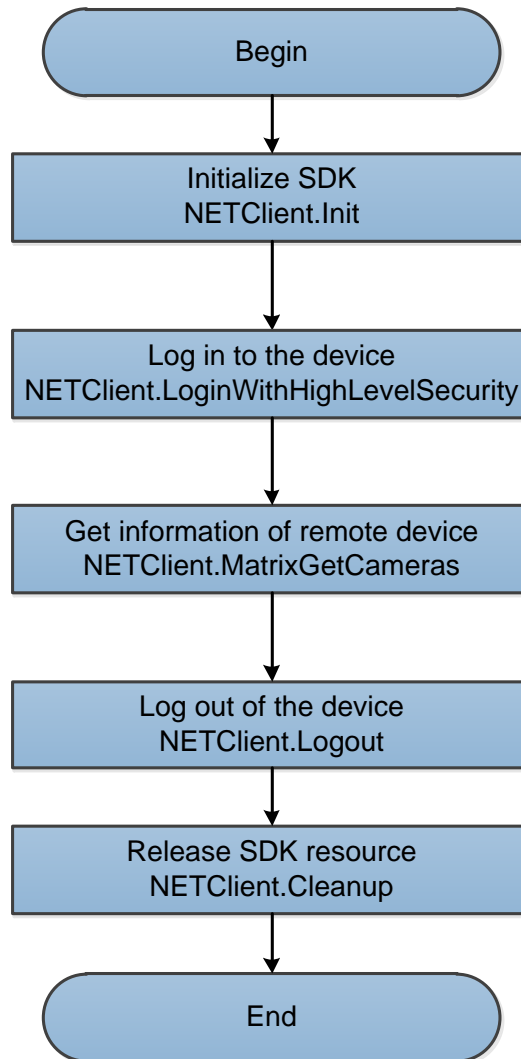 Begin
Initialize SDK
NETClient.Init
Log in to the device
NETClient.LoginWithHighLevelSecurity
Get information of remote device
NETClient.MatrixGetCameras
Log out of the device
NETClient.Logout
Release SDK resource
NETClient.Cleanup
End